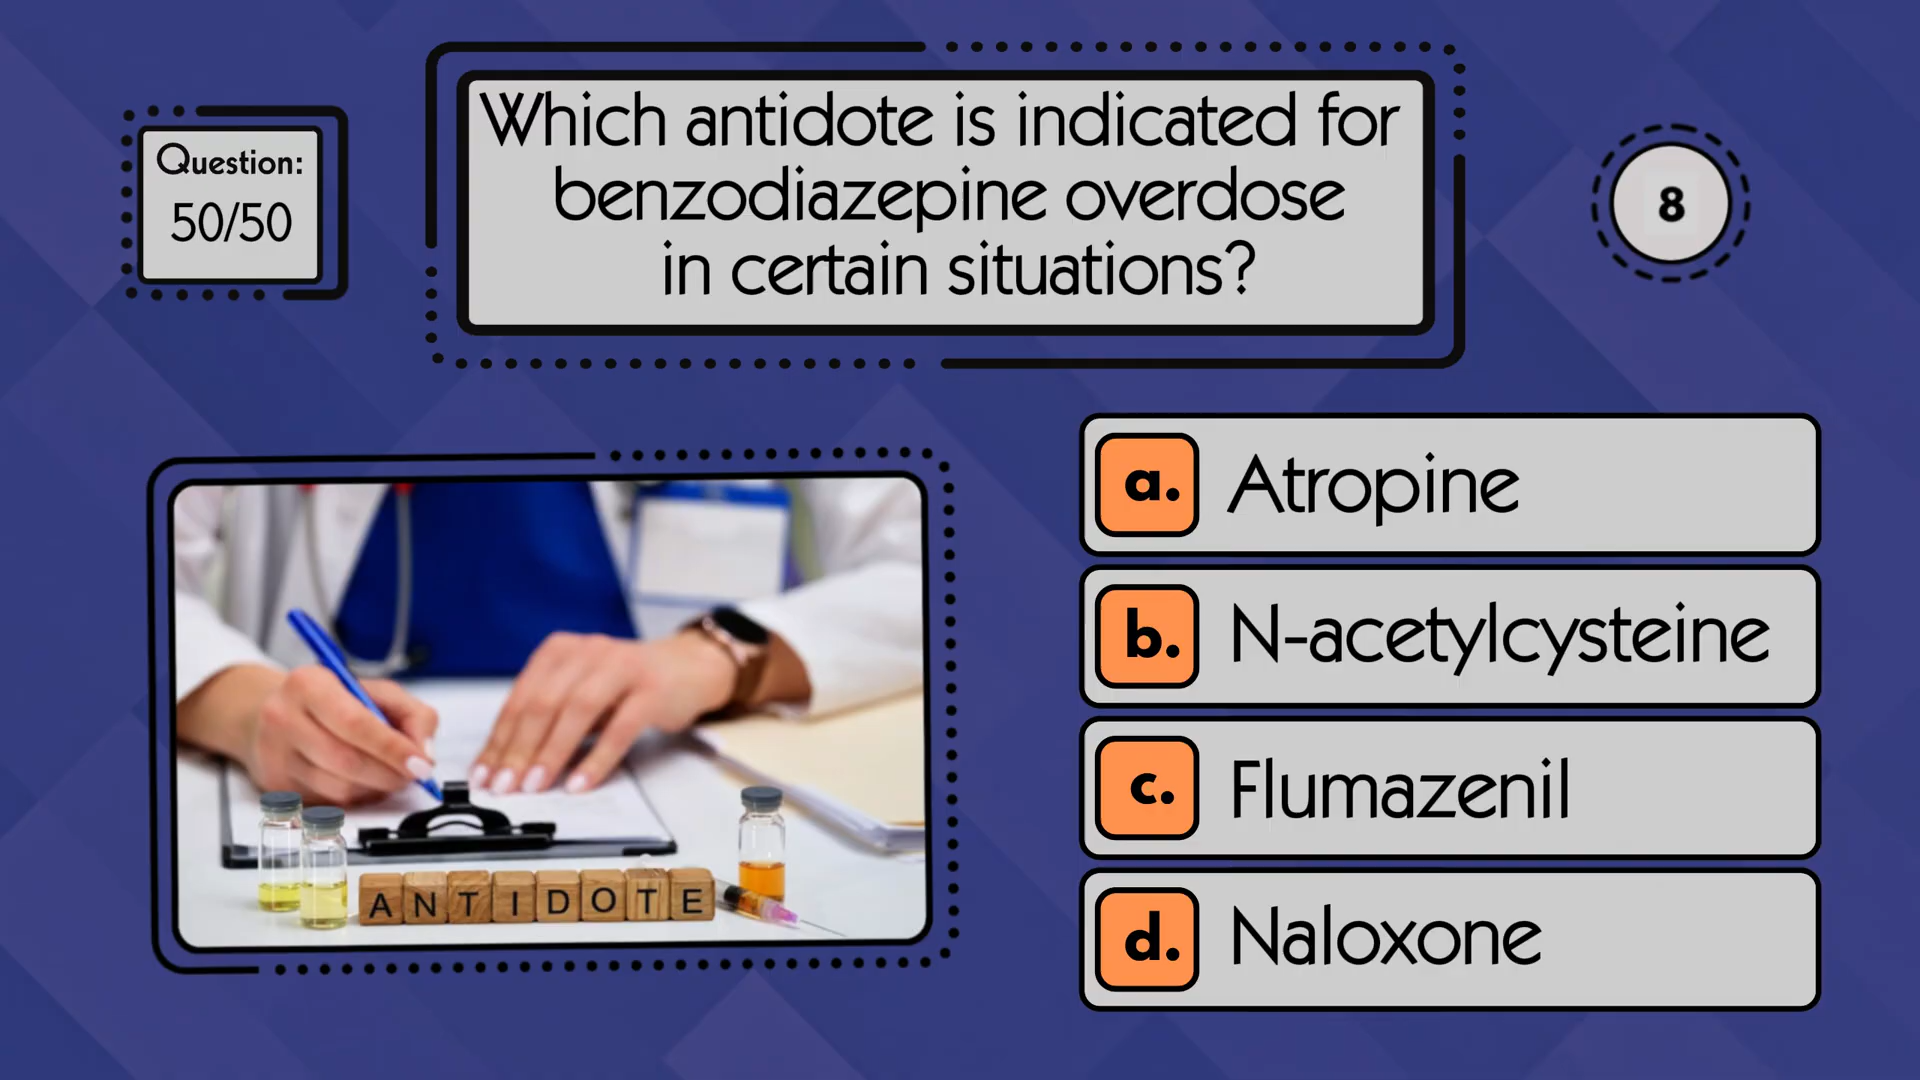 Question:
50/50
Which antidote is indicated for
benzodiazepine overdose
in certain situations?
8
a. Atropine
b. N-acetylcysteine
c. Flumazenil
d. Naloxone
ANTIDOTE